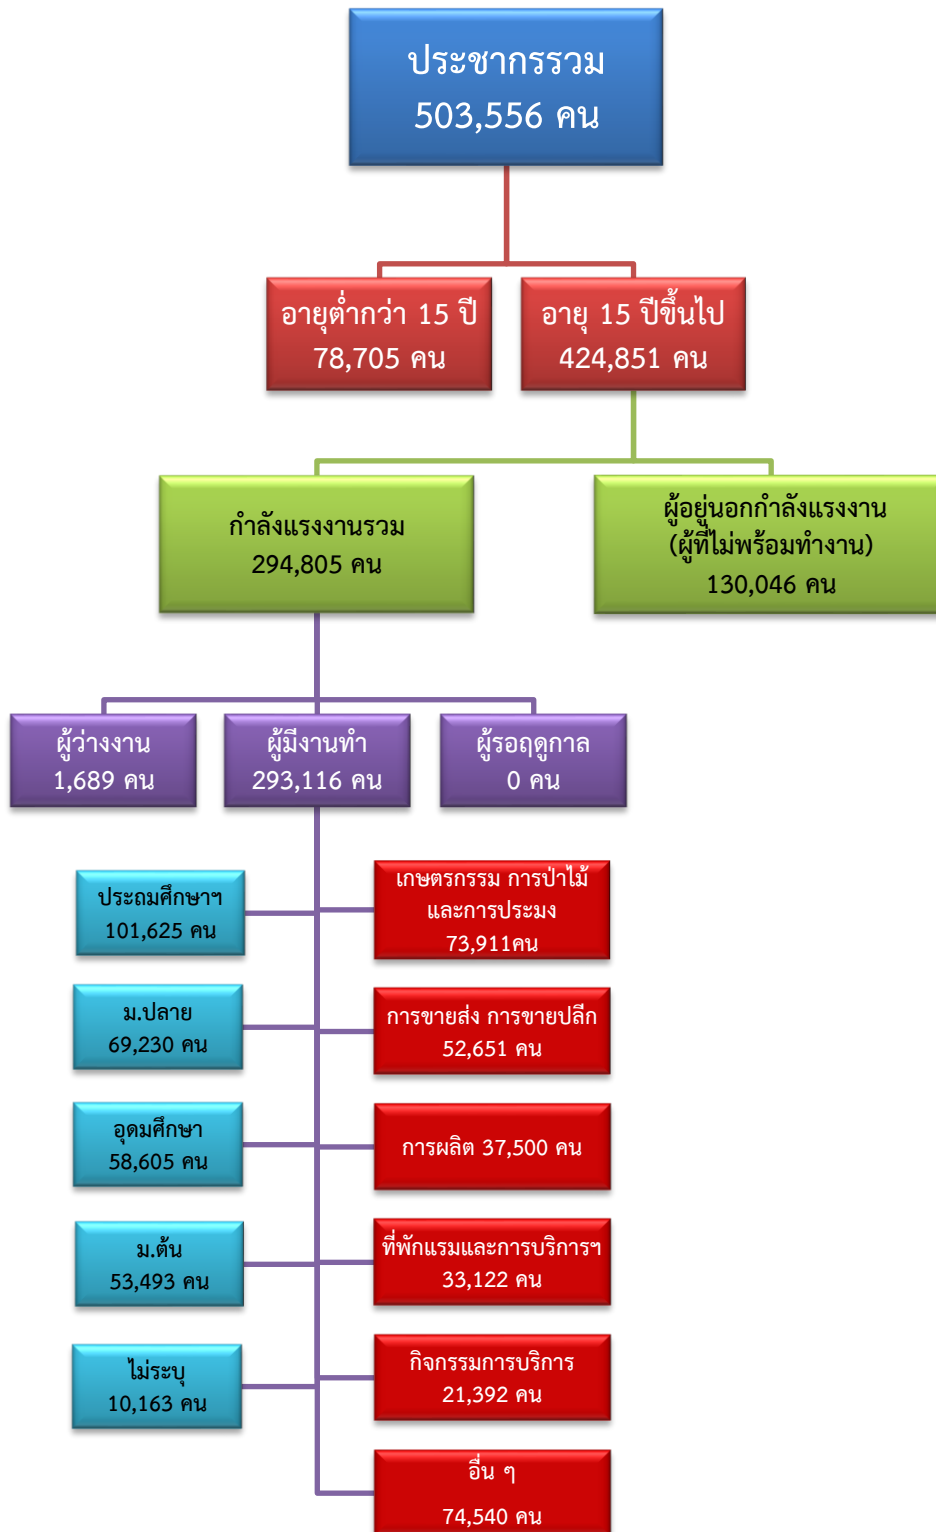 ประชากรรวม
503,556 คน
อายุต่ำกว่า 15 ปี
78,705 คน
อายุ 15 ปีขึ้นไป
424,851 คน
กำลังแรงงานรวม
294,805 คน
ผู้อยู่นอกกำลังแรงงาน
(ผู้ที่ไม่พร้อมทำงาน)
130,046 คน
ผู้ว่างงาน
1,689 คน
ผู้มีงานทำ
293,116 คน
ผู้รอฤดูกาล
0 คน
ประถมศึกษาฯ
101,625 คน
เกษตรกรรม การป่าไม้
และการประมง
73,911คน
ม.ปลาย
69,230 คน
การขายส่ง การขายปลีก
52,651 คน
อุดมศึกษา
58,605 คน
การผลิต 37,500 คน
ม.ต้น
53,493 คน
ที่พักแรมและการบริการฯ
33,122 คน
ไม่ระบุ
10,163 คน
กิจกรรมการบริการ
21,392 คน
อื่น ๆ
74,540 คน